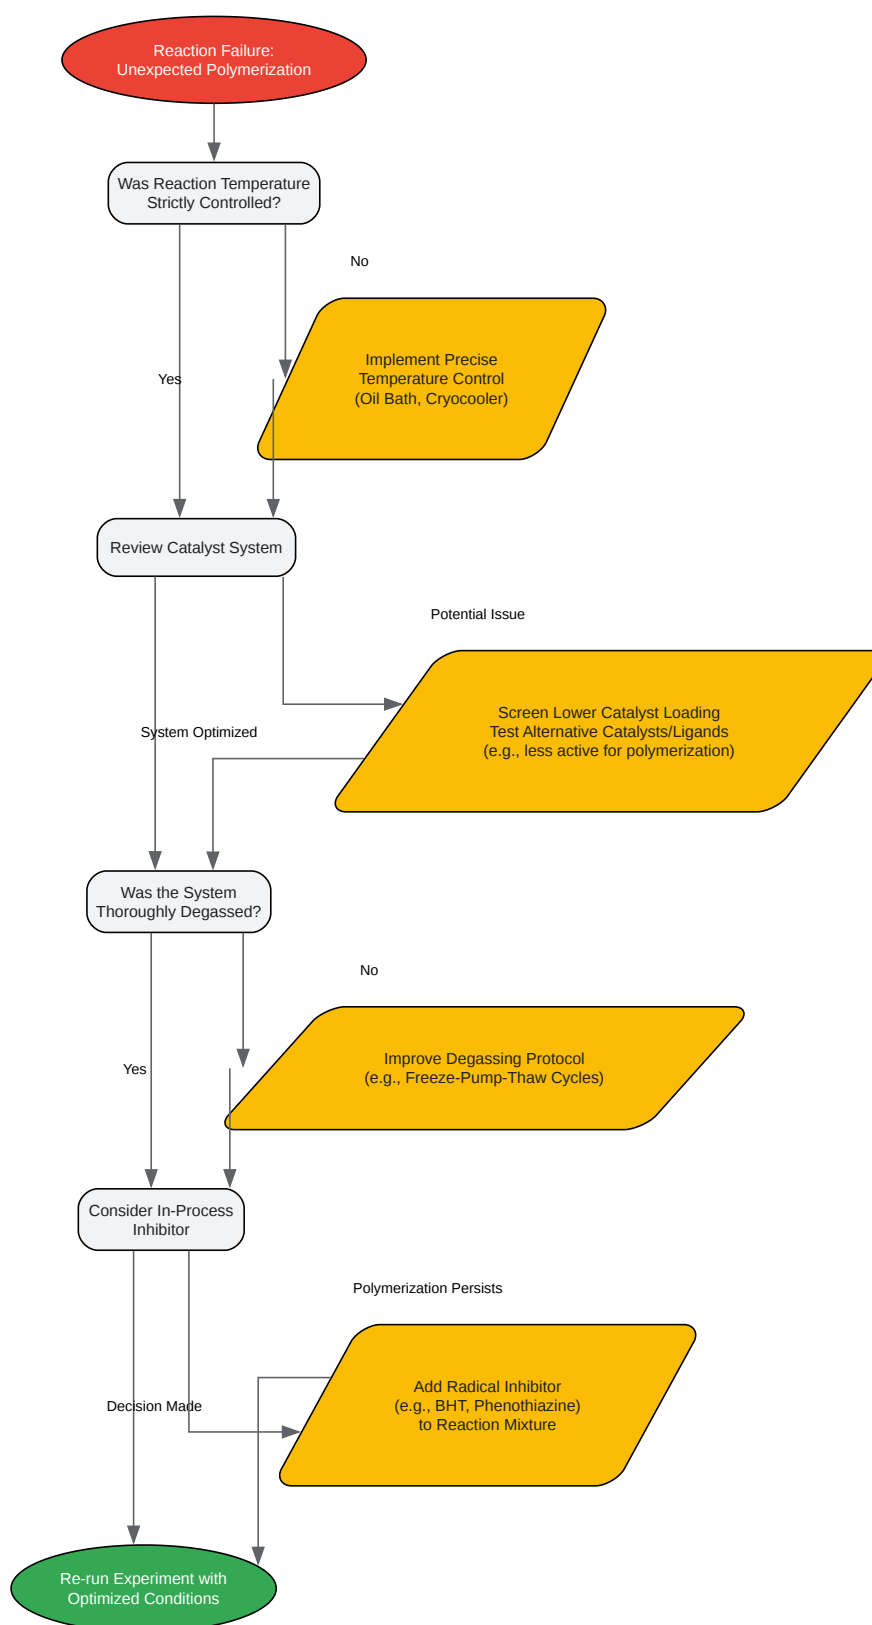 Reaction Failure:
Unexpected Polymerization
Was Reaction Temperature
Strictly Controlled?
No
Implement Precise
Temperature Control
(Oil Bath, Cryocooler)
Yes
Review Catalyst System
Potential Issue
Screen Lower Catalyst Loading
Test Alternative Catalysts/Ligands
(e.g., less active for polymerization)
System Optimized
Was the System
Thoroughly Degassed?
No
Improve Degassing Protocol
(e.g., Freeze-Pump-Thaw Cycles)
Yes
Consider In-Process
Inhibitor
Polymerization Persists
Add Radical Inhibitor
(e.g., BHT, Phenothiazine)
to Reaction Mixture
Decision Made
Re-run Experiment with
Optimized Conditions